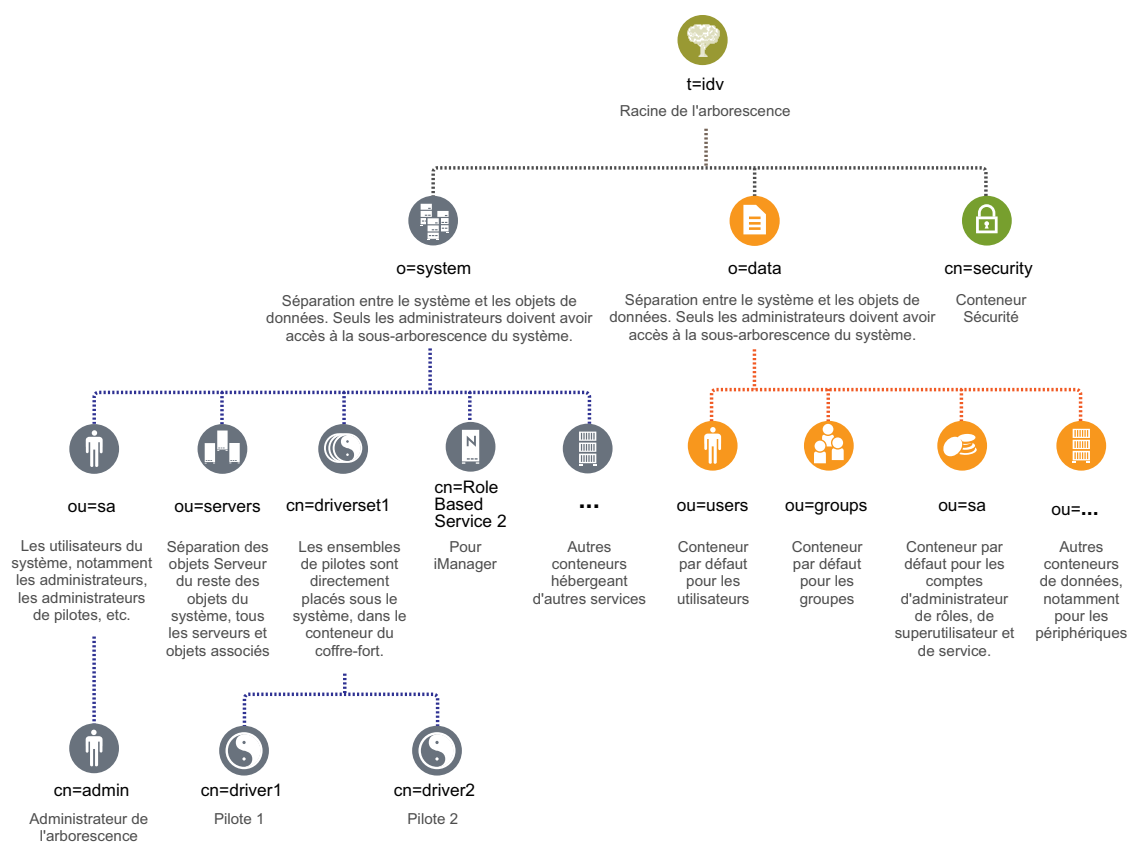 t=idv
Racine de l'arborescence
o=system
Séparation entre le système et les objets de
données. Seuls les administrateurs doivent avoir
accès à la sous-arborescence du système.
o=data
Séparation entre le système et les objets de
données. Seuls les administrateurs doivent avoir
accès à la sous-arborescence du système.
cn=security
Conteneur
Sécurité
ou=sa
Les utilisateurs du
système, notamment
les administrateurs,
les administrateurs
de pilotes, etc.
ou=servers
Séparation des
objets Serveur
du reste des
objets du
système, tous
les serveurs et
objets associés
cn=driverset1
Les ensembles
de pilotes sont
directement
placés sous le
système, dans le
conteneur du
coffre-fort.
N
cn=Role
Based
Service 2
Pour
iManager
...
Autres
conteneurs
hébergeant
d'autres services
ou=users
Conteneur
par défaut
pour les
utilisateurs
ou=groups
Conteneur
par défaut
pour les
groupes
ou=sa
Conteneur par
défaut pour les
comptes
d'administrateur
de rôles, de
superutilisateur et
de service.
ou=...
Autres
conteneurs
de données,
notamment
pour les
périphériques
cn=admin
Administrateur de
l'arborescence
cn=driver1
Pilote 1
cn=driver2
Pilote 2